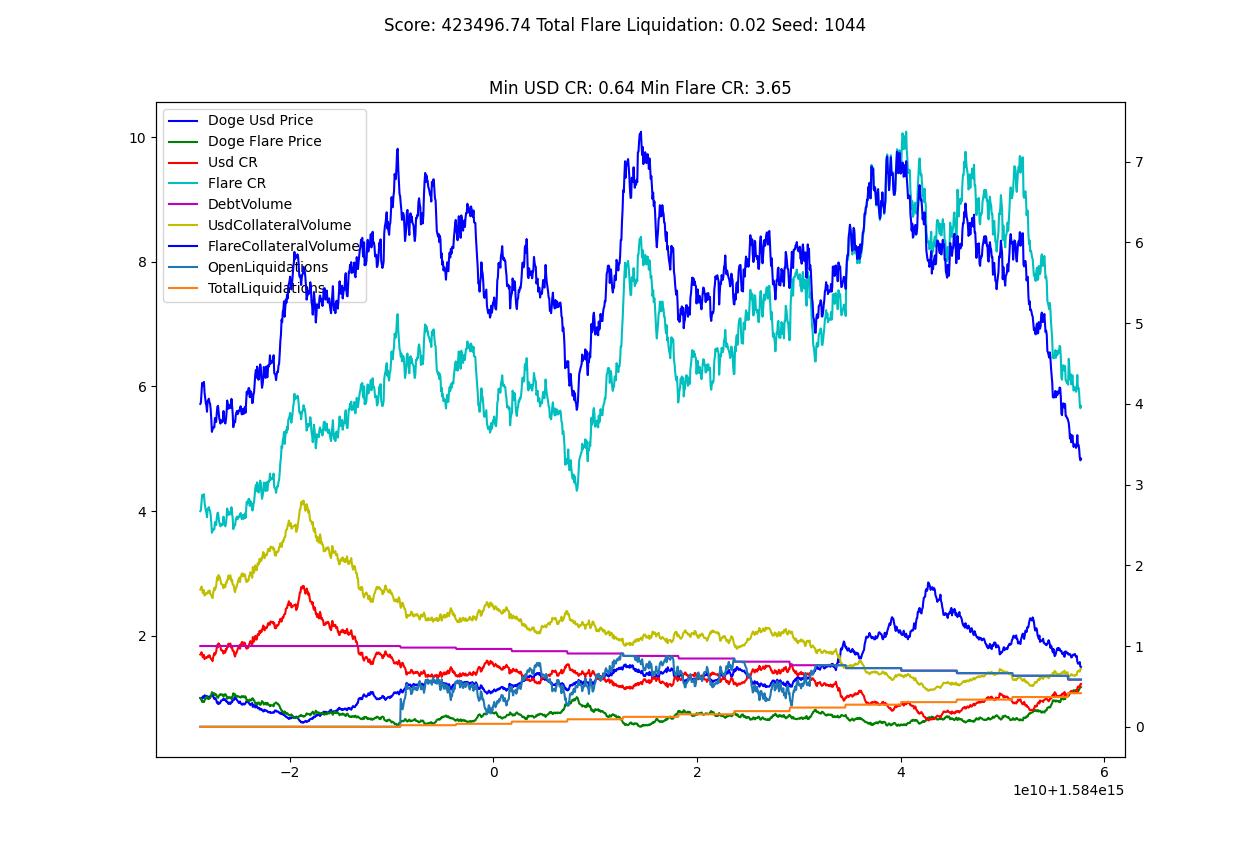 Score: 423496.74 Total Flare Liquidation: 0.02 Seed: 1044
Min USD CR: 0.64 Min Flare CR: 3.65
Doge Usd Price
Doge Flare Price
Usd CR
Flare CR
DebtVolume
UsdCollateralVolume
FlareCollateralVolume
OpenLiquidations
TotalLiquidations
10
8
6
4
2
7
6
5
4
3
2
1
0
−2
0
2
4
6
1e10+1.584e15